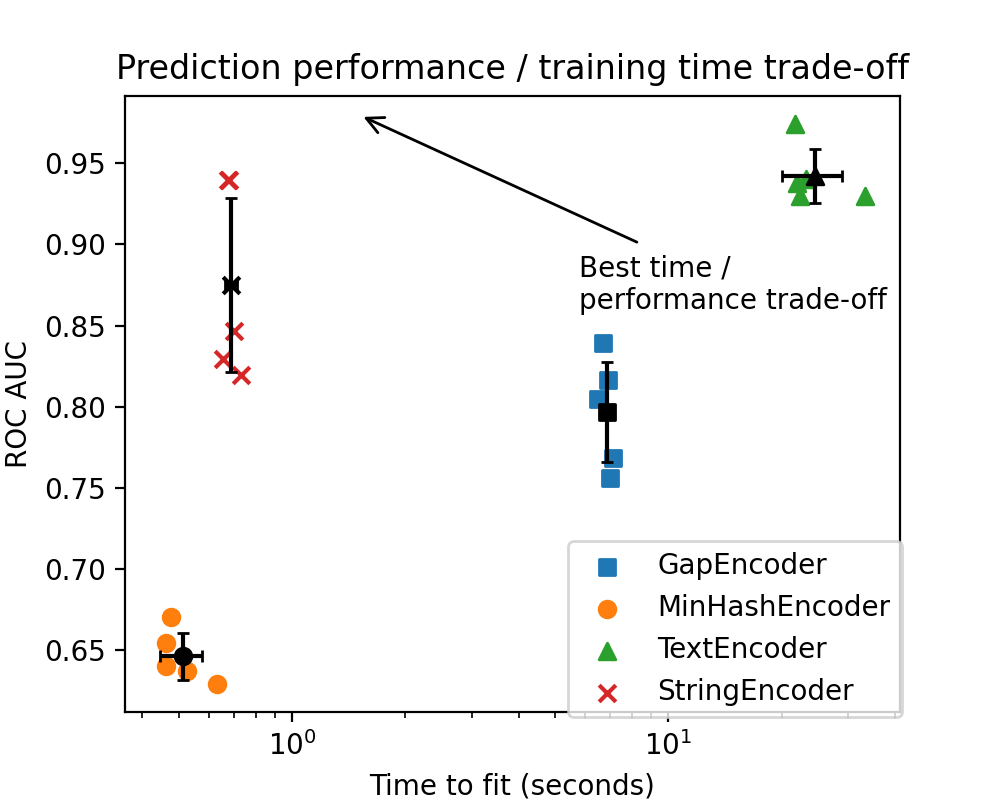 Prediction performance / training time trade-off
ROC AUC
0.95
0.90
0.85
0.80
0.75
0.70
0.65
Best time /
performance trade-off
GapEncoder
MinHashEncoder
TextEncoder
StringEncoder
10⁰
10¹
Time to fit (seconds)